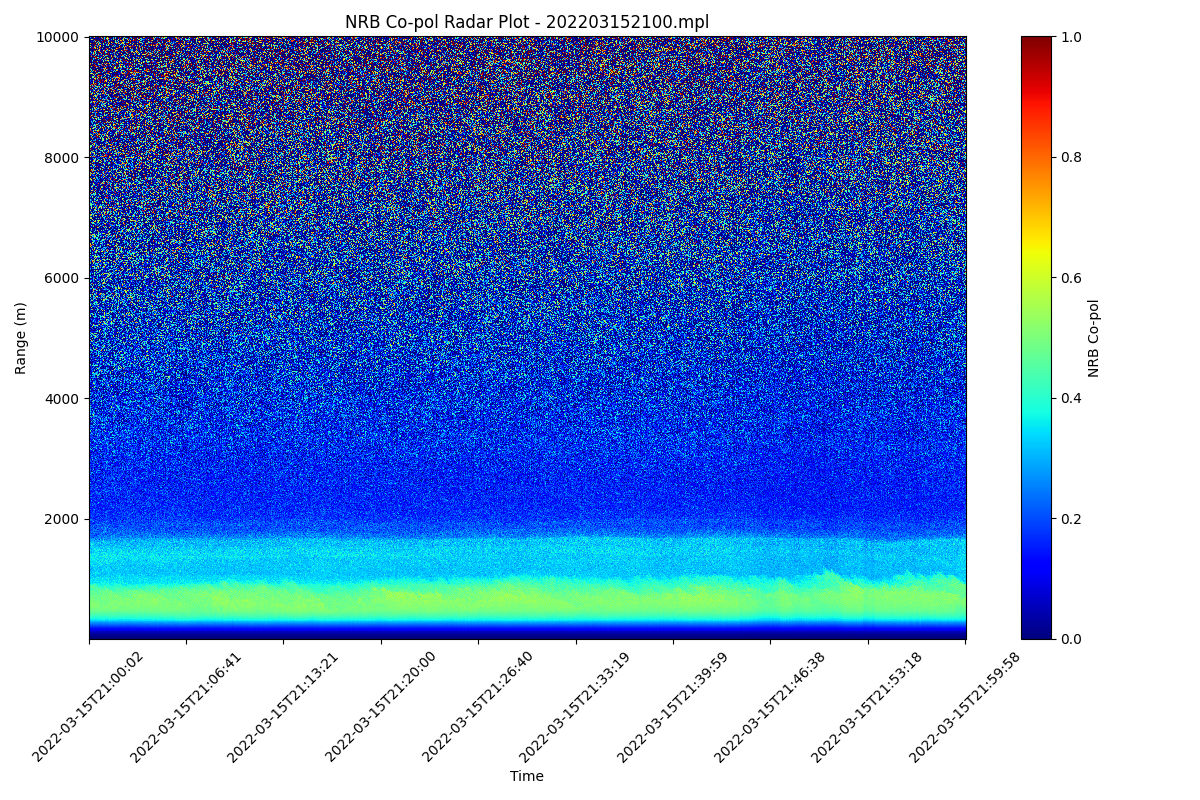 NRB Co-pol Radar Plot - 202203152100.mpl
10000
8000
6000
4000
2000
Range (m)
2022-03-15T21:00:02
2022-03-15T21:06:41
2022-03-15T21:13:21
2022-03-15T21:20:00
2022-03-15T21:26:40
2022-03-15T21:33:19
2022-03-15T21:39:59
2022-03-15T21:46:38
2022-03-15T21:53:18
2022-03-15T21:59:58
Time
1.0
0.8
0.6
0.4
0.2
0.0
NRB Co-pol